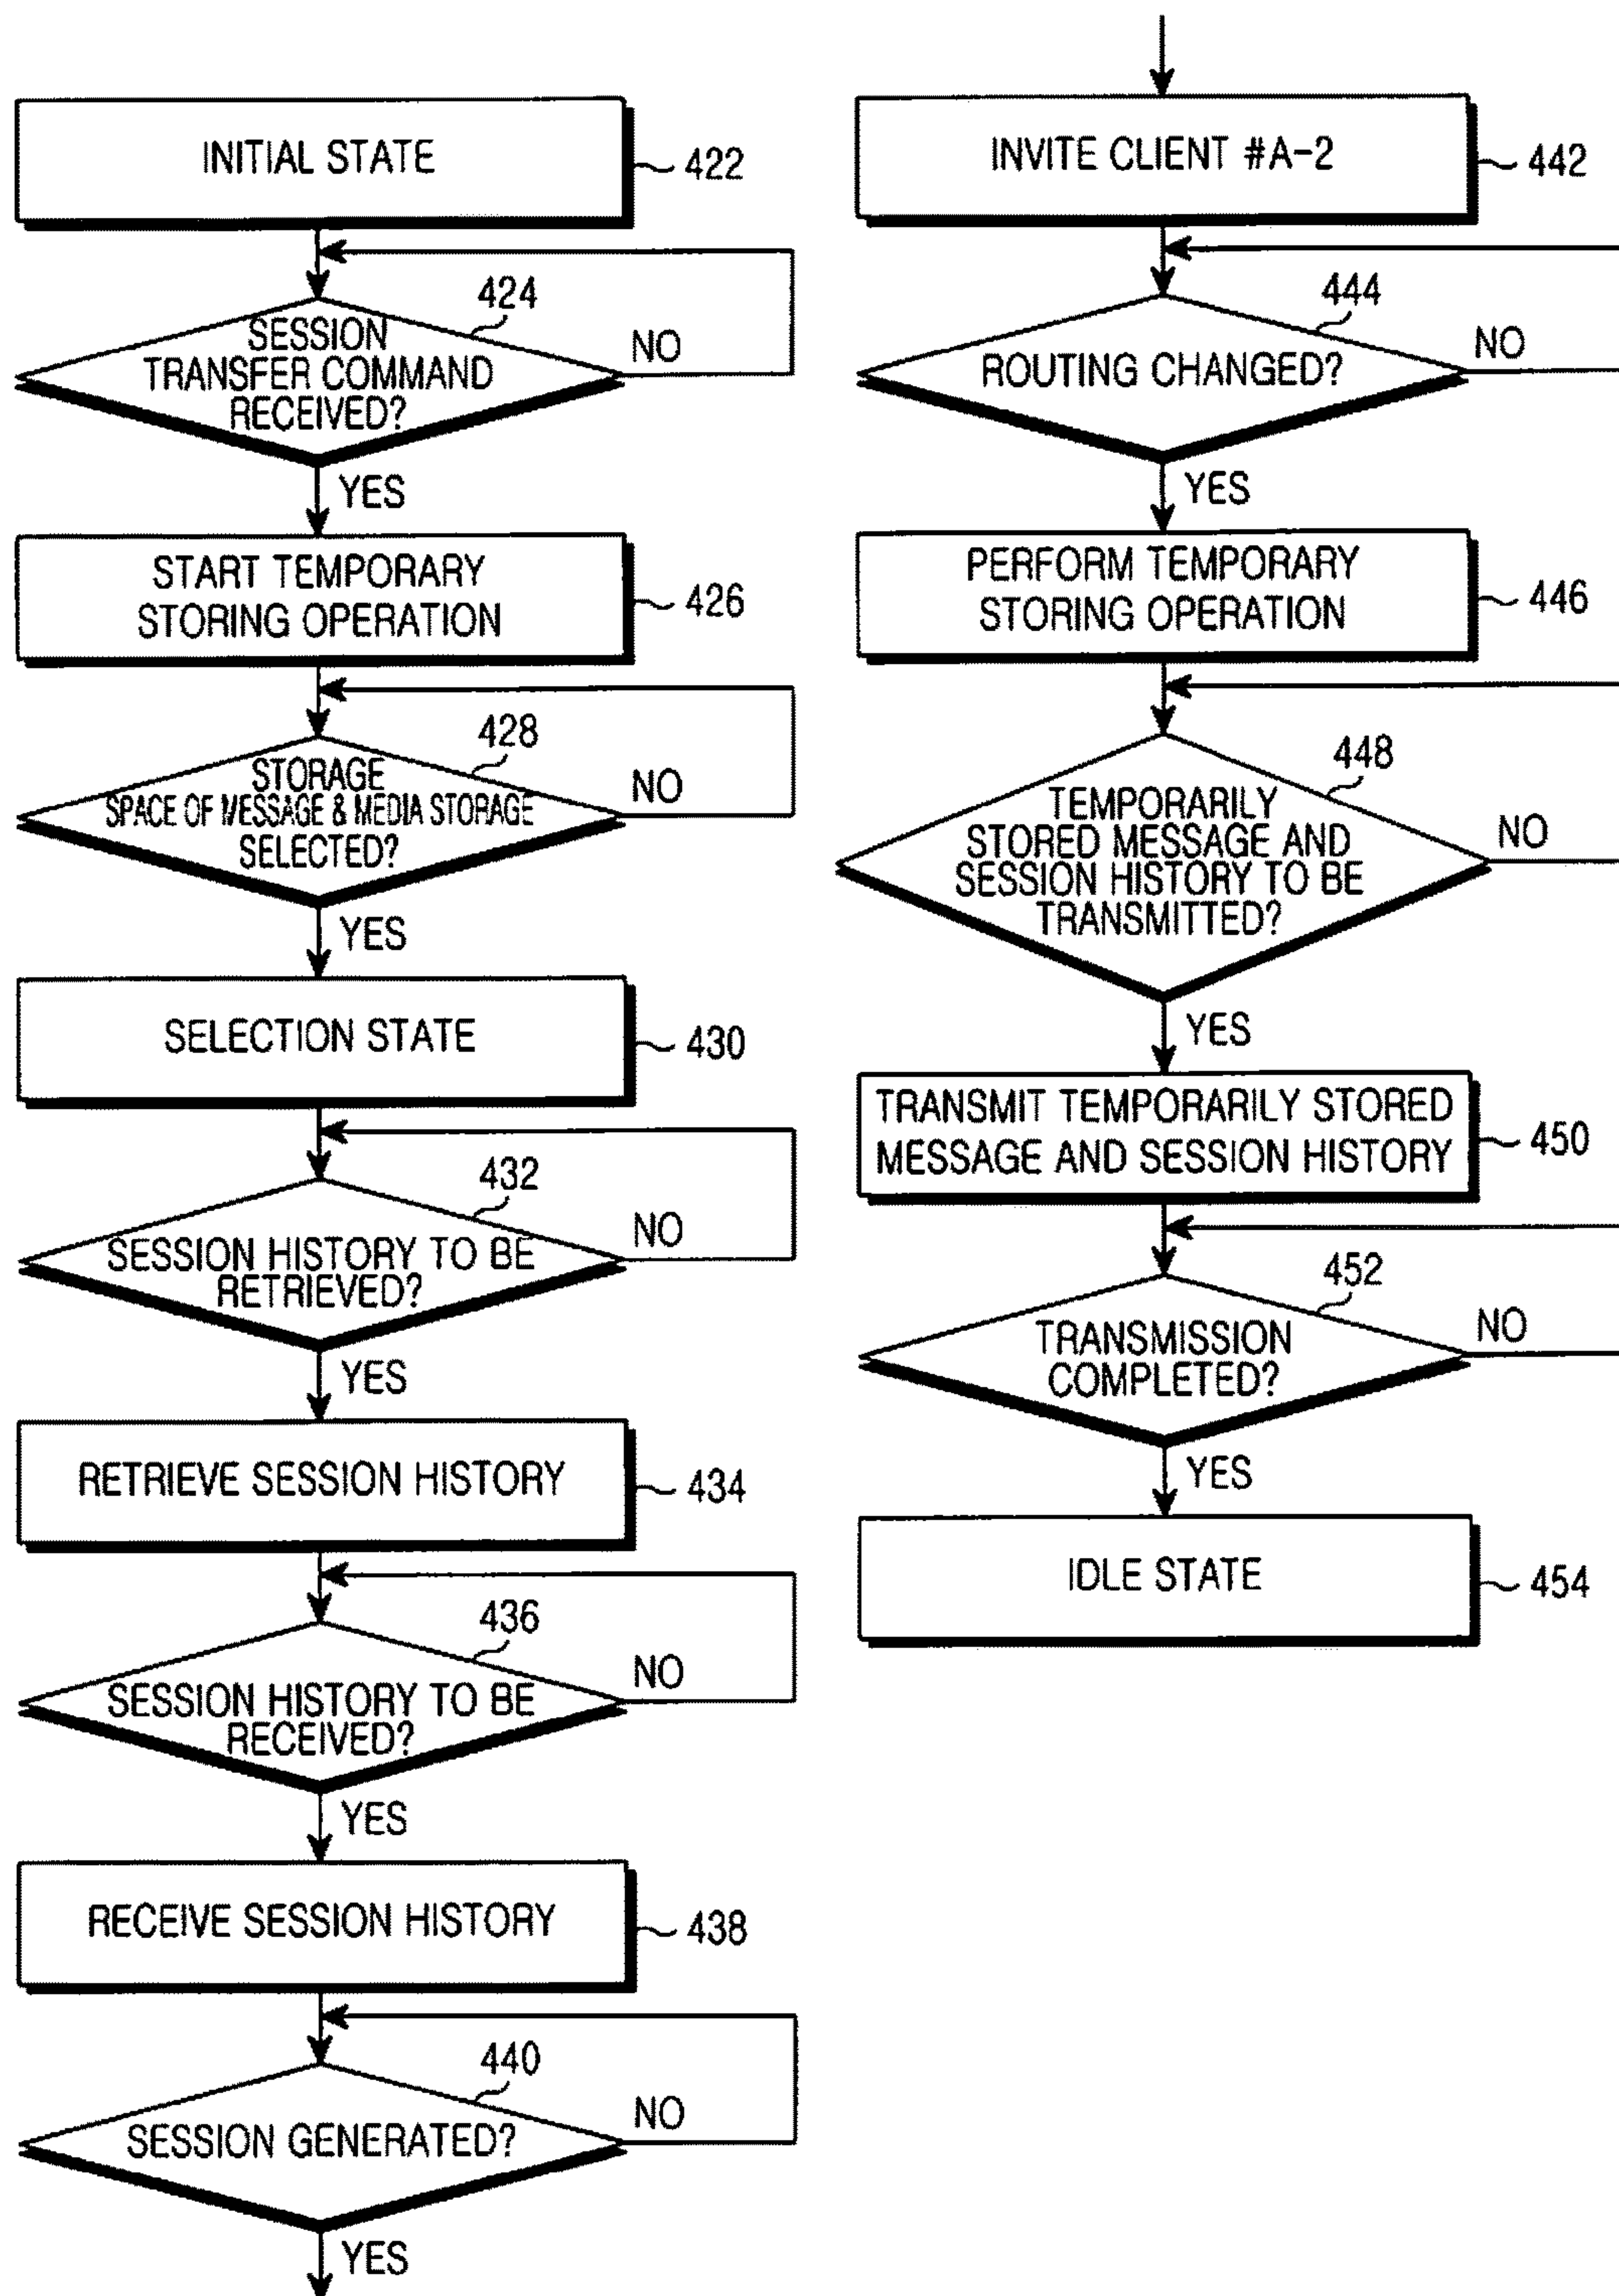 INITIAL STATE
422
424
SESSION
TRANSFER COMMAND
RECEIVED?
NO
YES
START TEMPORARY
STORING OPERATION
426
428
STORAGE
SPACE OF MESSAGE & MEDIA STORAGE
SELECTED?
NO
YES
SELECTION STATE
430
432
SESSION HISTORY TO BE
RETRIEVED?
NO
YES
RETRIEVE SESSION HISTORY
434
436
SESSION HISTORY TO BE
RECEIVED?
NO
YES
RECEIVE SESSION HISTORY
438
440
SESSION GENERATED?
NO
YES
INVITE CLIENT #A-2
442
444
ROUTING CHANGED?
NO
YES
PERFORM TEMPORARY
STORING OPERATION
446
448
TEMPORARILY
STORED MESSAGE AND
SESSION HISTORY TO BE
TRANSMITTED?
NO
YES
TRANSMIT TEMPORARILY STORED
MESSAGE AND SESSION HISTORY
450
452
TRANSMISSION
COMPLETED?
NO
YES
IDLE STATE
454